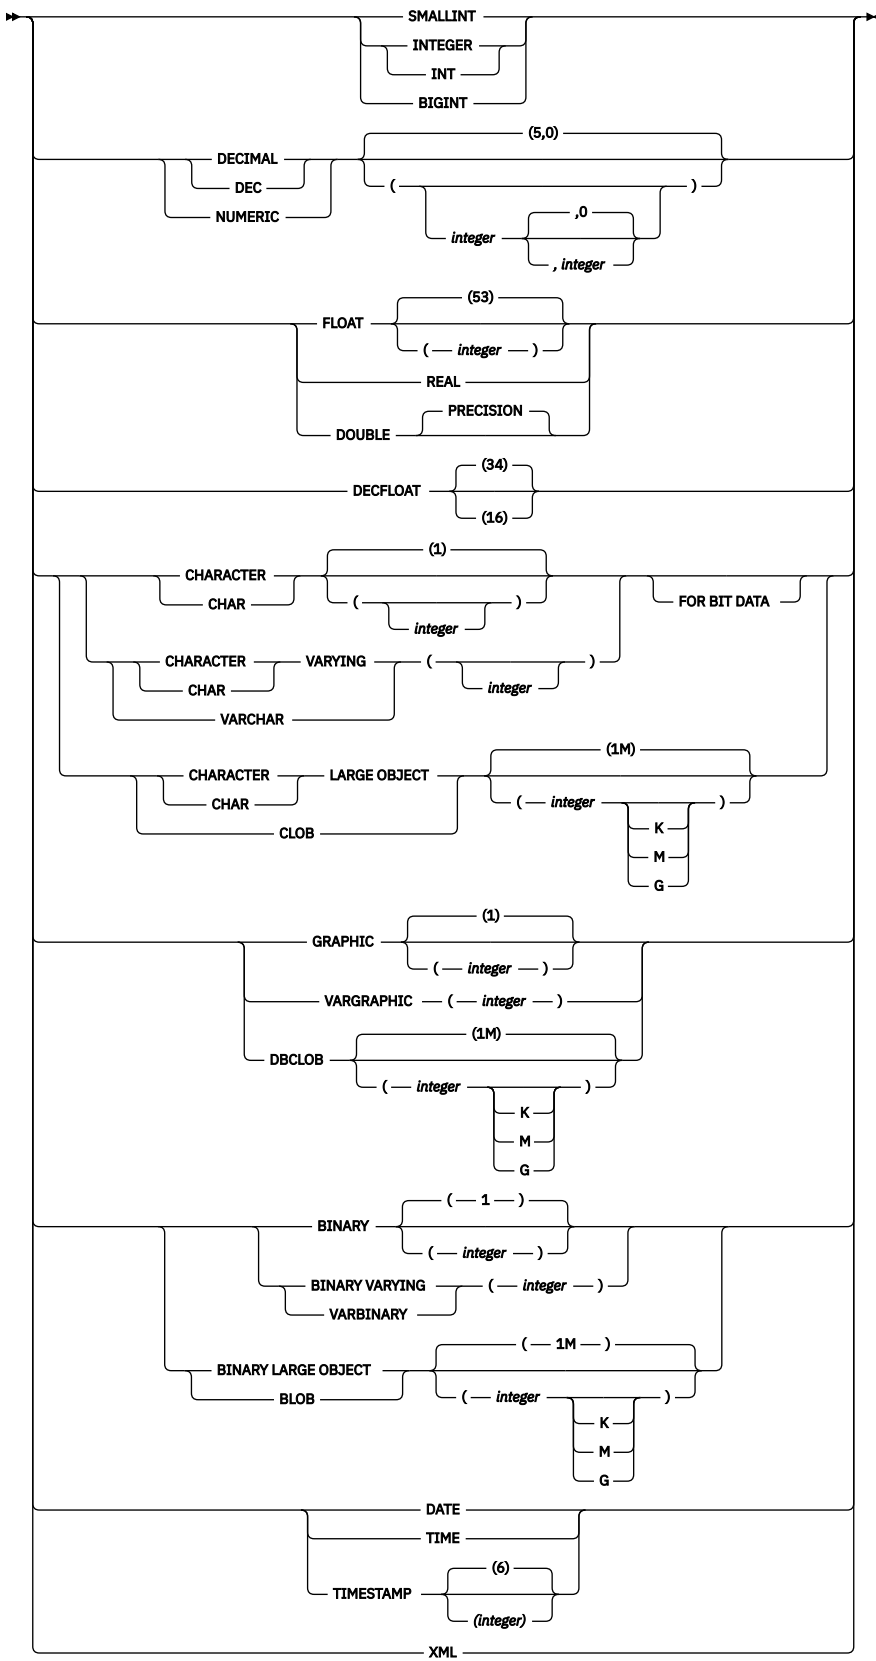 SMALLINT
INTEGER
INT
BIGINT
(5,0)
DECIMAL
( )
DEC
NUMERIC
,0
integer
, integer
(53)
FLOAT
( integer )
REAL
PRECISION
DOUBLE
(34)
DECFLOAT
(16)
(1)
CHARACTER
( )
FOR BIT DATA
CHAR
integer
CHARACTER VARYING ( )
CHAR
integer
VARCHAR
(1M)
CHARACTER LARGE OBJECT
( integer )
CHAR
K
CLOB
M
G
(1)
GRAPHIC
( integer )
VARGRAPHIC ( integer )
(1M)
DBCLOB
( integer )
K
M
G
( 1 )
BINARY
( integer )
BINARY VARYING ( integer )
VARBINARY
( 1M )
BINARY LARGE OBJECT
( integer )
BLOB
K
M
G
DATE
TIME
(6)
TIMESTAMP
(integer)
XML